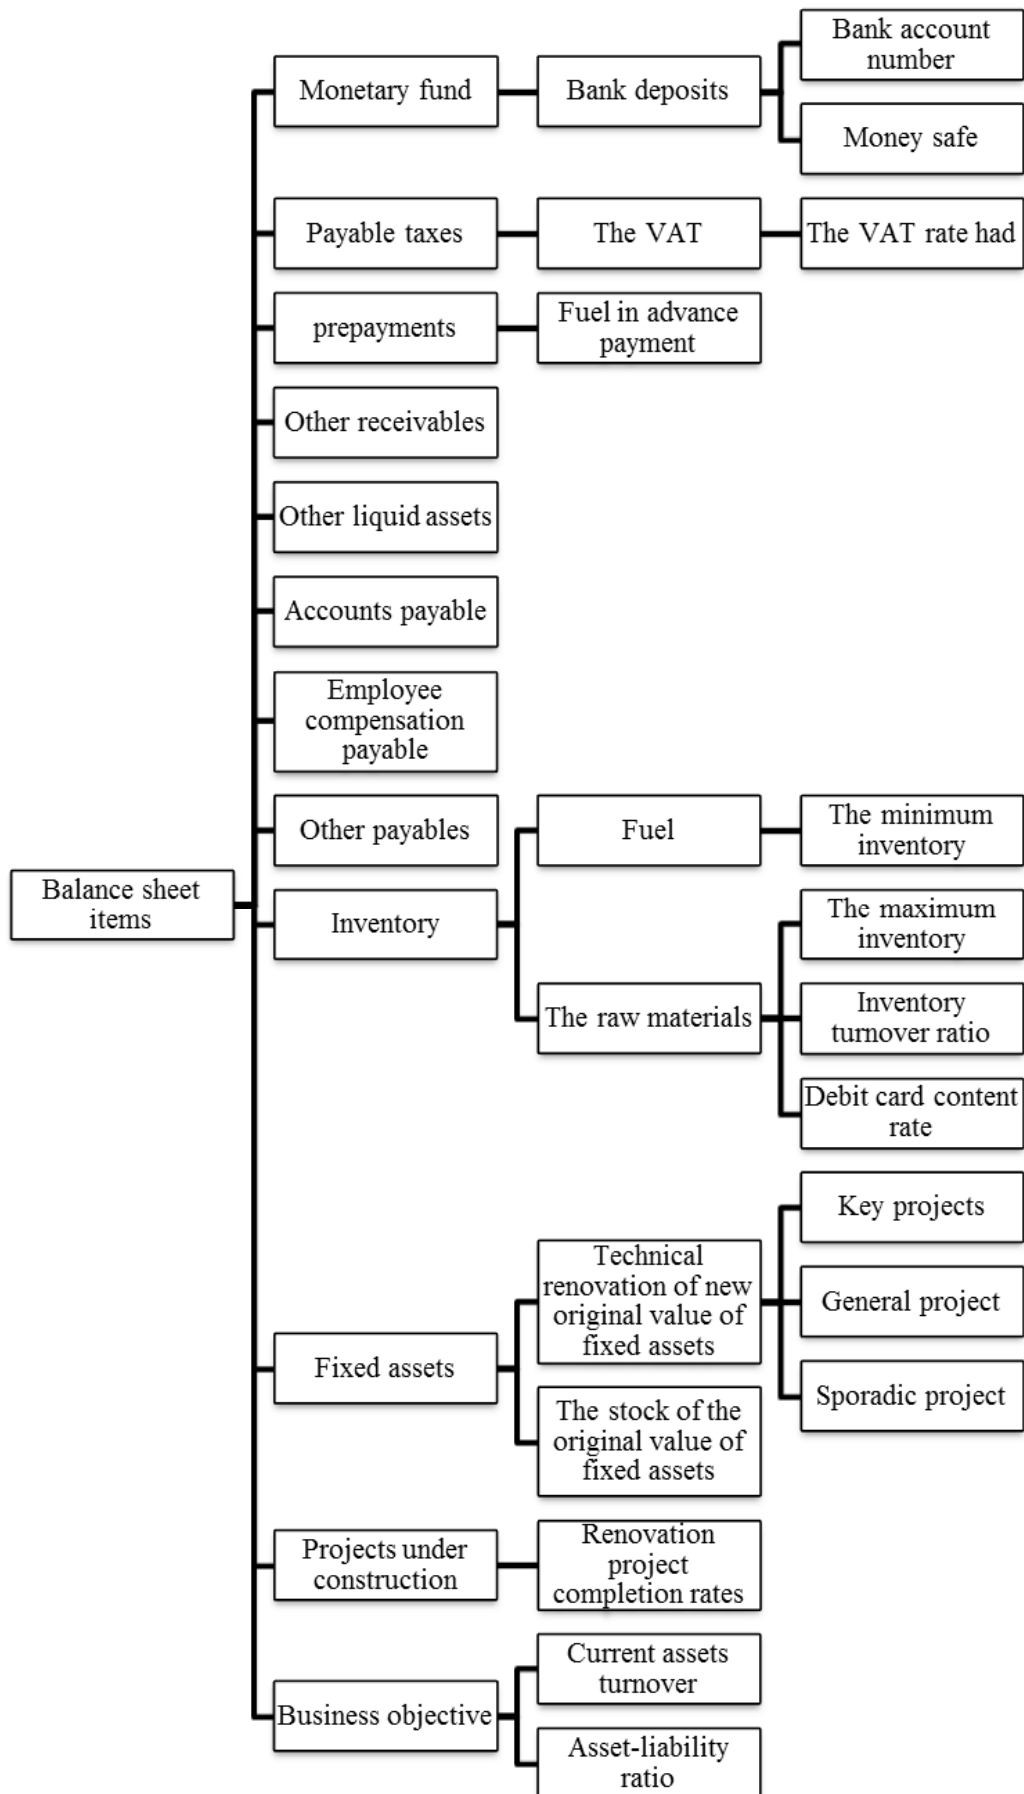 Bank account
number
Monetary fund
Bank deposits
Money safe
Payable taxes
The VAT
The VAT rate had
prepayments
Fuel in advance
payment
Other receivables
Other liquid assets
Accounts payable
Employee
compensation
payable
Other payables
Fuel
The minimum
inventory
Balance sheet
items
Inventory
The maximum
inventory
The raw materials
Inventory
turnover ratio
Debit card content
rate
Key projects
Technical
renovation of new
original value of
fixed assets
General project
Fixed assets
Sporadic project
The stock of the
original value of
fixed assets
Projects under
construction
Renovation
project
completion rates
Current assets
turnover
Business objective
Asset-liability
ratio